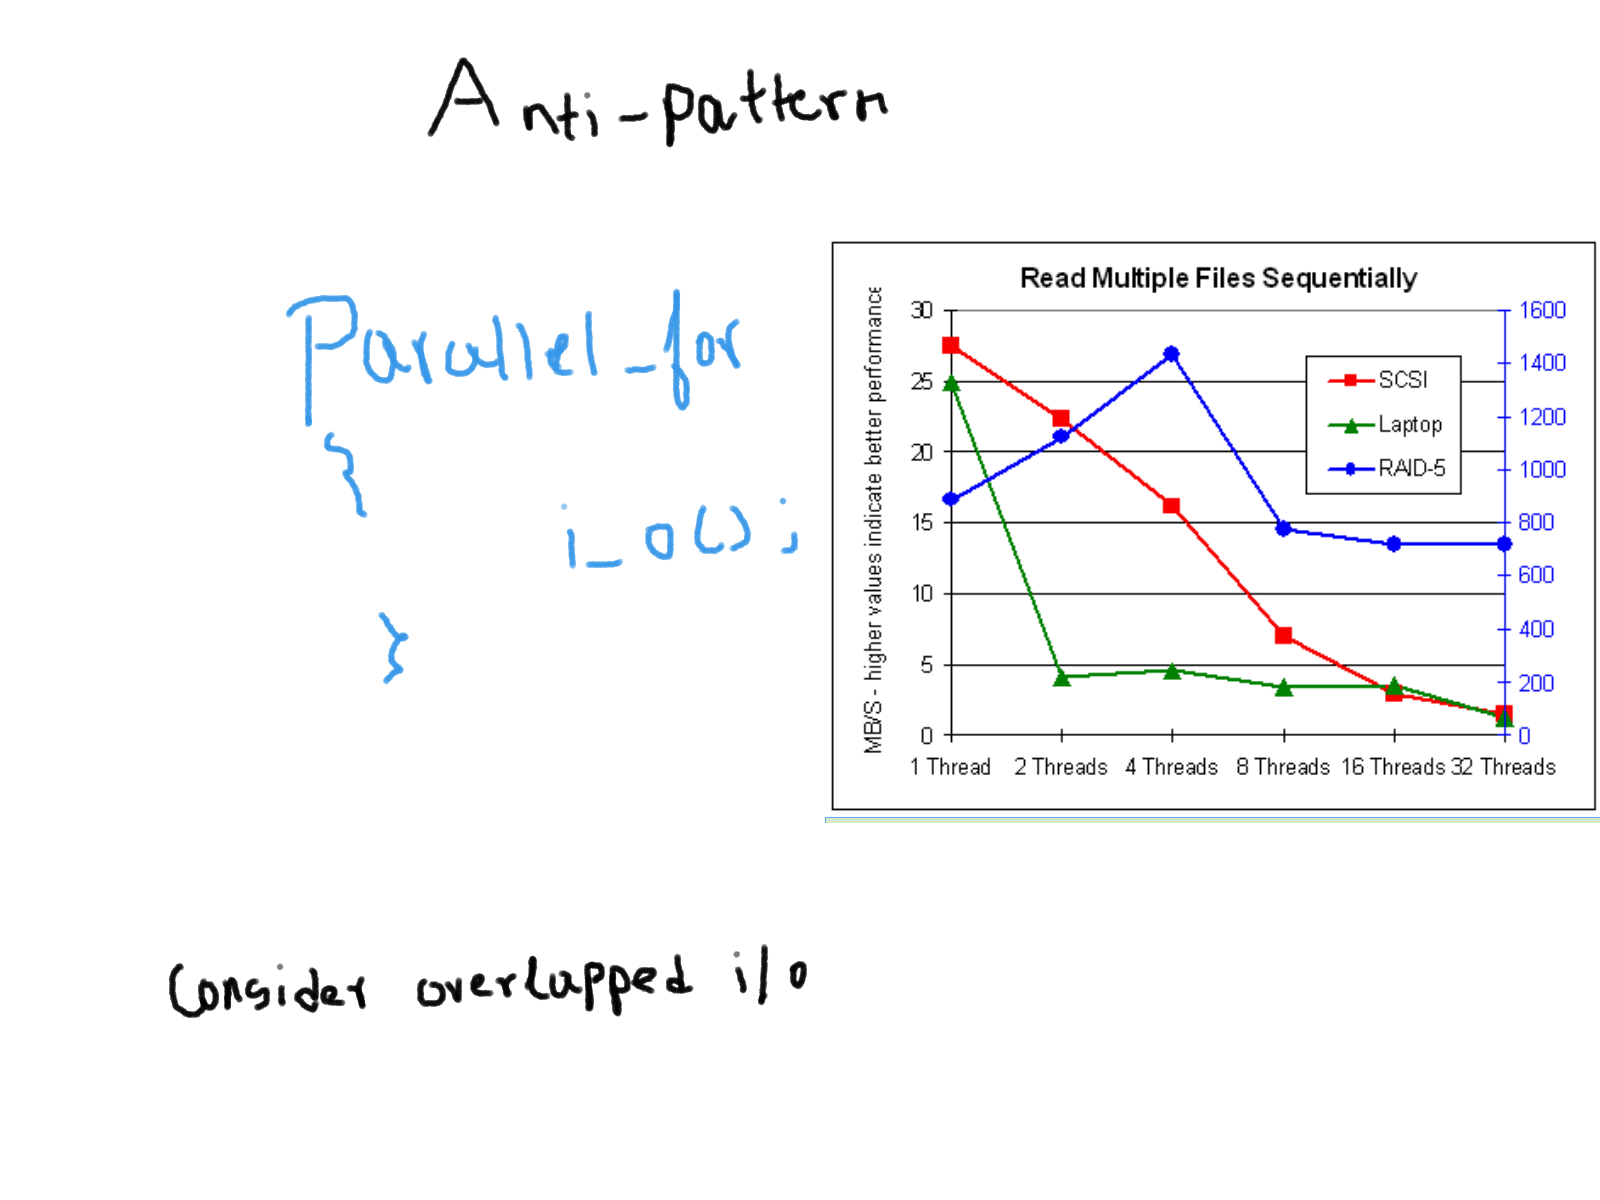 Anti-pattern
Parallel_for
{
i_o();
}
Read Multiple Files Sequentially
MB/S - higher values indicate better performance
30
25
20
15
10
5
0
1600
1400
1200
1000
800
600
400
200
0
SCSI
Laptop
RAID-5
1 Thread 2 Threads 4 Threads 8 Threads 16 Threads 32 Threads
Consider overlapped i/o